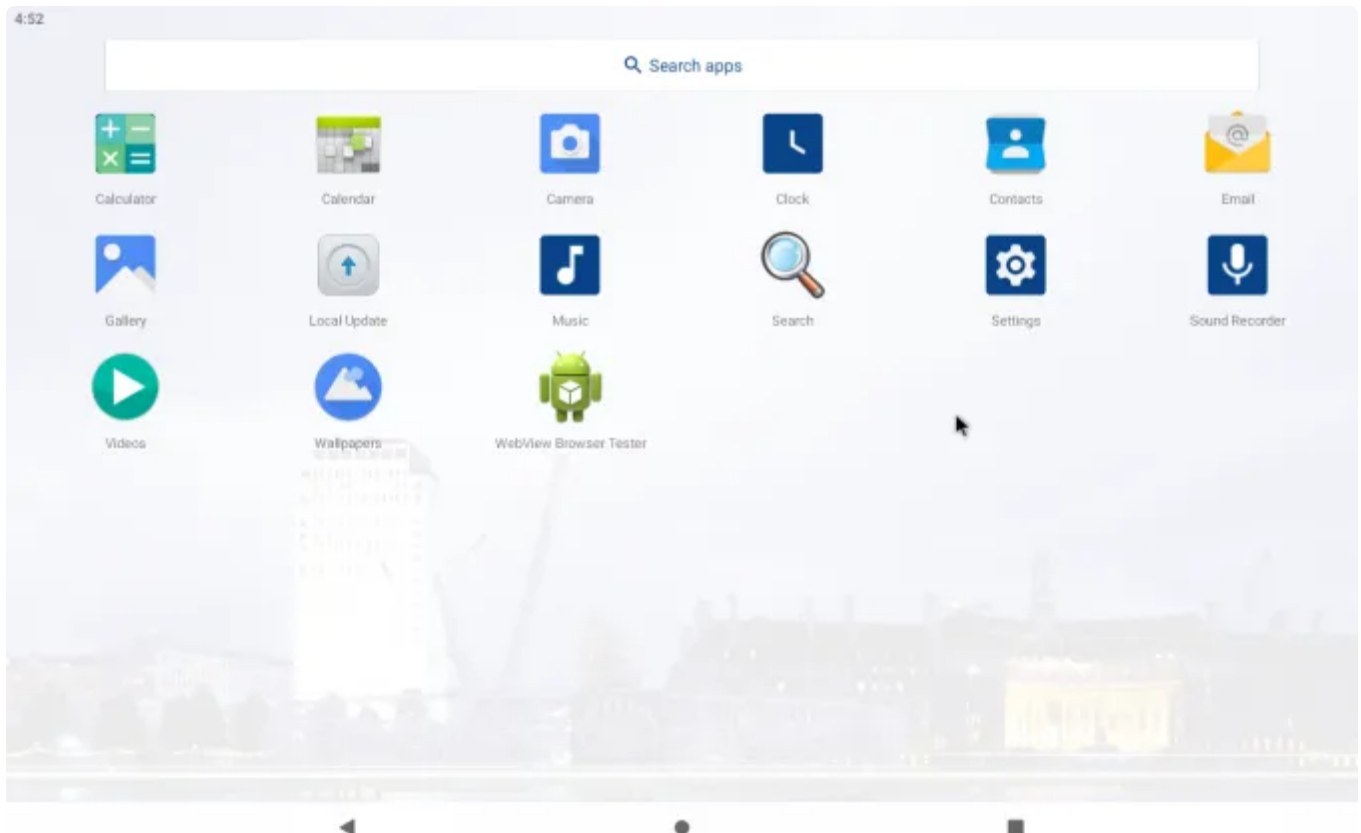 4:52
Search apps
Calculator Calendar Camera Clock Contacts Email
Gallery Local Update Music Search Settings Sound Recorder
Videos Wallpapers WebView Browser Tester